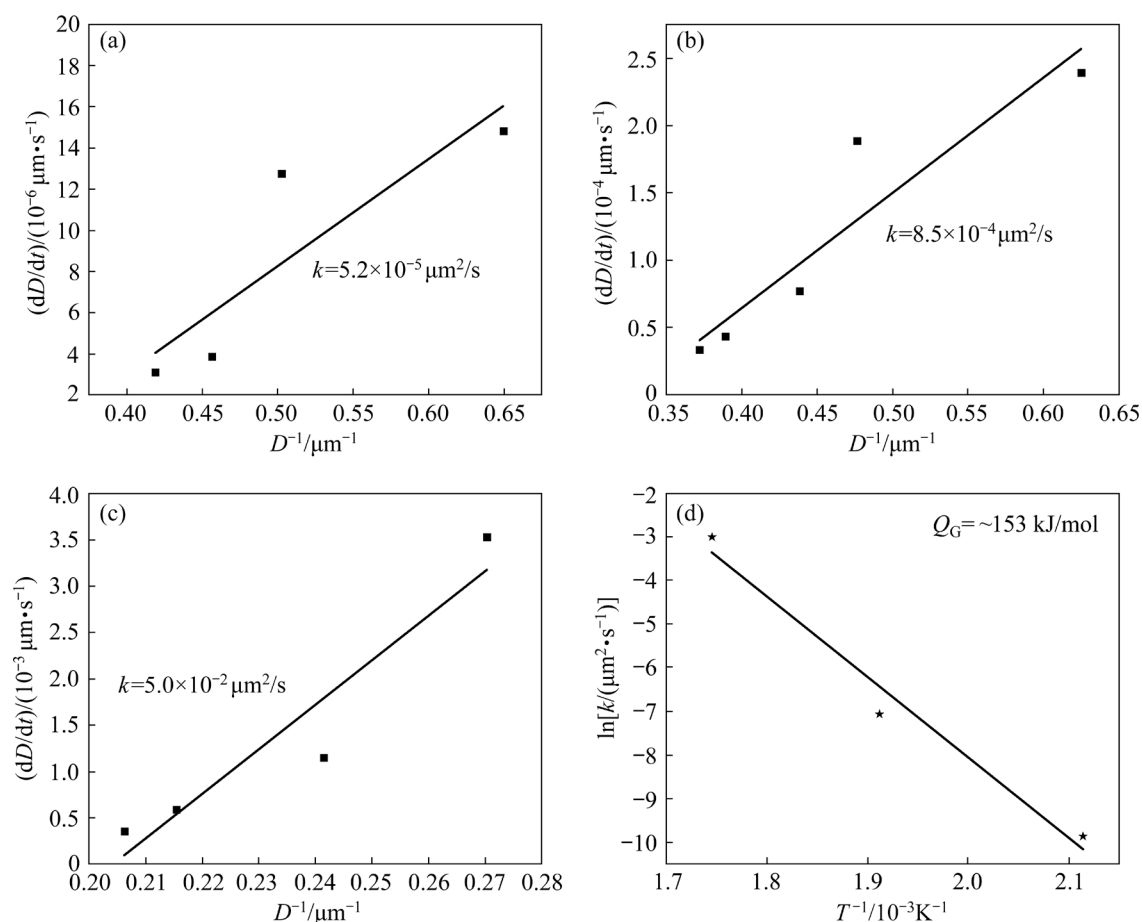 (a)
20
18
16
14
12
10
8
6
4
2
(dD/dt)/(10⁻⁶ μm•s⁻¹)
k=5.2×10⁻⁵ μm²/s
0.40 0.45 0.50 0.55 0.60 0.65
D⁻¹/μm⁻¹
(b)
2.5
2.0
1.5
1.0
0.5
0
(dD/dt)/(10⁻⁴ μm•s⁻¹)
k=8.5×10⁻⁴ μm²/s
0.35 0.40 0.45 0.50 0.55 0.60 0.65
D⁻¹/μm⁻¹
(c)
4.0
3.5
3.0
2.5
2.0
1.5
1.0
0.5
0
(dD/dt)/(10⁻³ μm•s⁻¹)
k=5.0×10⁻² μm²/s
0.20 0.21 0.22 0.23 0.24 0.25 0.26 0.27 0.28
D⁻¹/μm⁻¹
(d)
Q_G= ~153 kJ/mol
−2
−3
−4
−5
−6
−7
−8
−9
−10
ln[k/(μm²•s⁻¹)]
1.7 1.8 1.9 2.0 2.1
T⁻¹/10⁻³K⁻¹